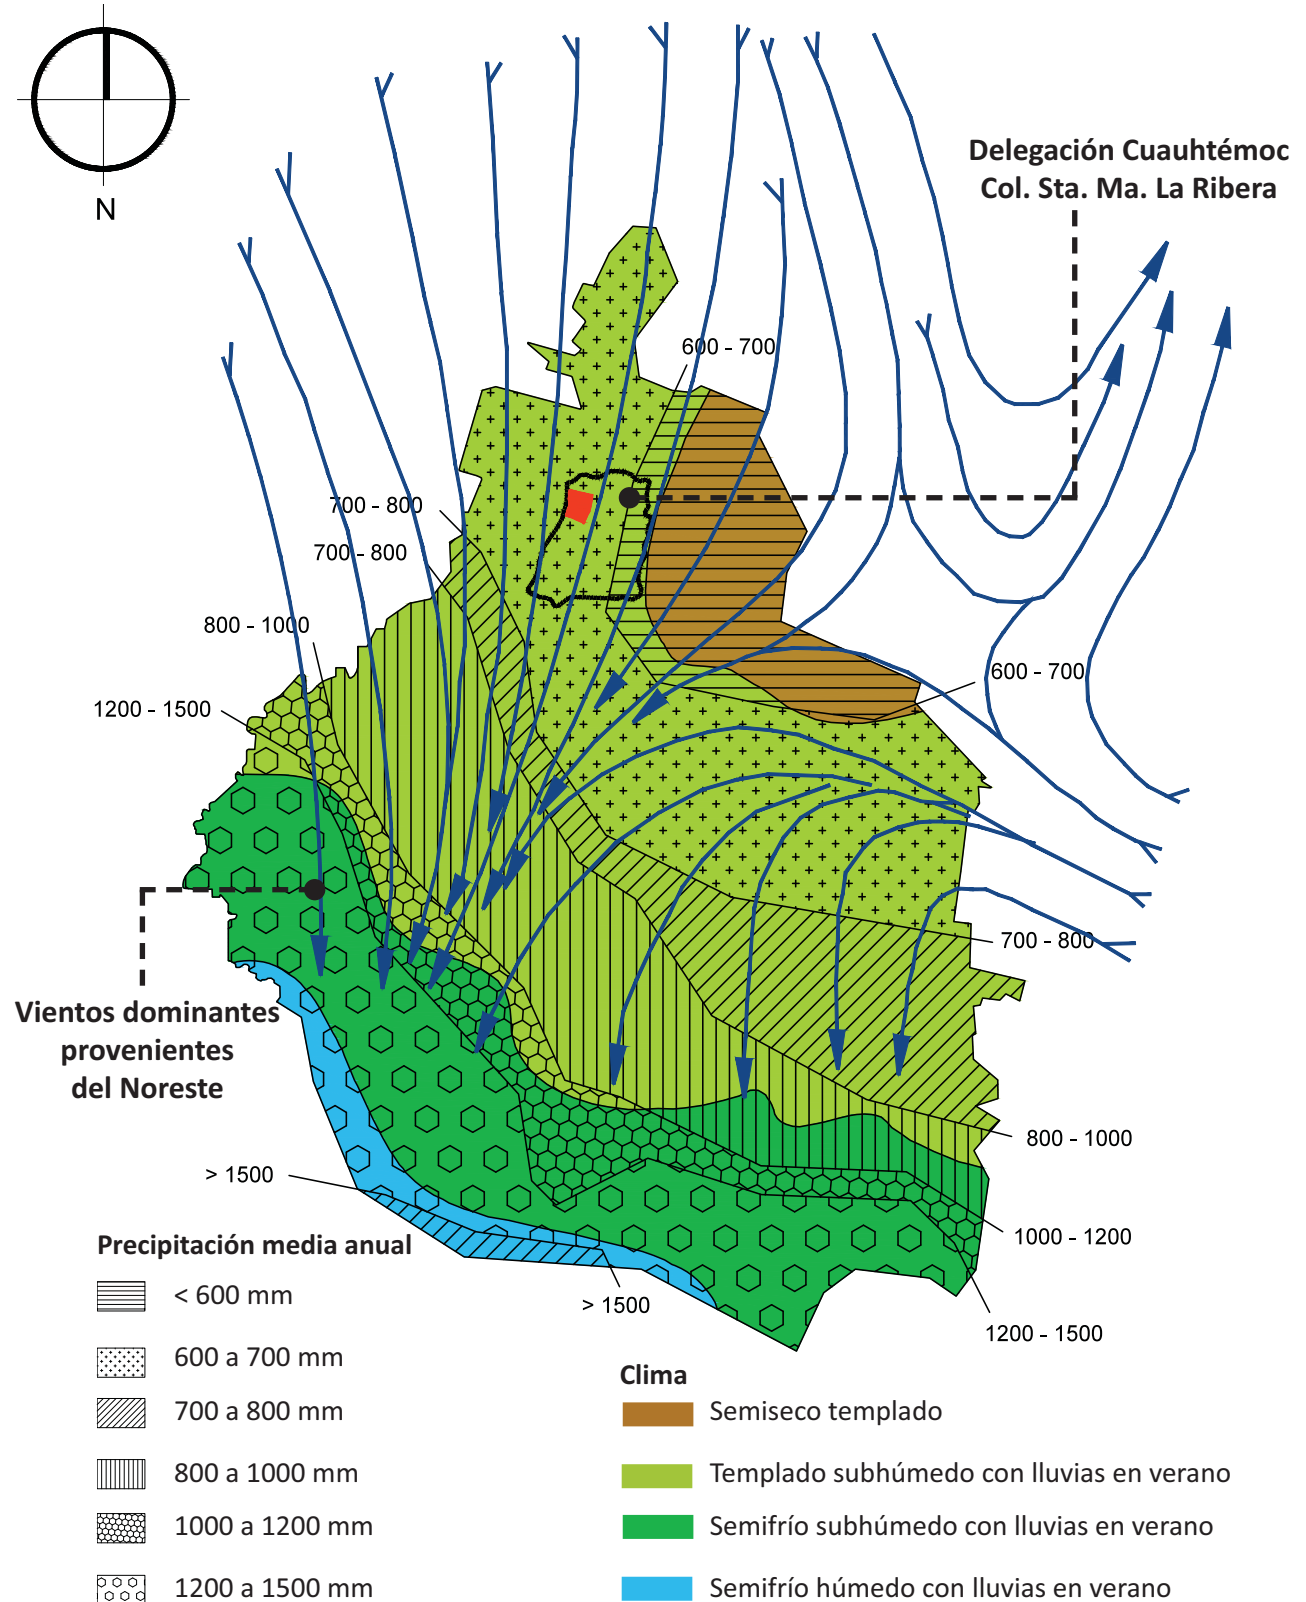 N
Delegación Cuauhtémoc
Col. Sta. Ma. La Ribera
600 - 700
700 - 800
700 - 800
800 - 1000
1200 - 1500
600 - 700
700 - 800
Vientos dominantes
provenientes
del Noreste
800 - 1000
> 1500
1000 - 1200
> 1500
1200 - 1500
Precipitación media anual
< 600 mm
600 a 700 mm
700 a 800 mm
800 a 1000 mm
1000 a 1200 mm
1200 a 1500 mm
Clima
Semiseco templado
Templado subhúmedo con lluvias en verano
Semifrío subhúmedo con lluvias en verano
Semifrío húmedo con lluvias en verano